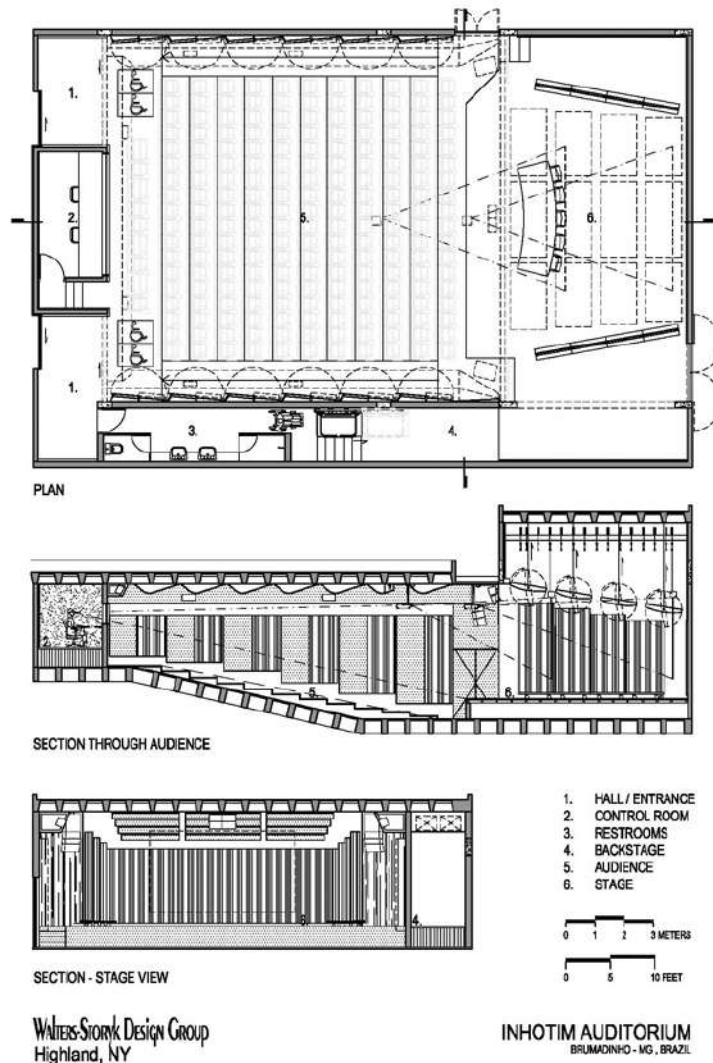 1.
2.
5.
6.
1.
3.
4.
PLAN
2.
5.
6.
SECTION THROUGH AUDIENCE
1. HALL / ENTRANCE
2. CONTROL ROOM
3. RESTROOMS
4. BACKSTAGE
5. AUDIENCE
6. STAGE
6.
4.
0 1 2 3 METERS
0 5 10 FEET
SECTION - STAGE VIEW
WALTERS-STORYK DESIGN GROUP
Highland, NY
INHOTIM AUDITORIUM
BRUMADINHO - MG , BRAZIL